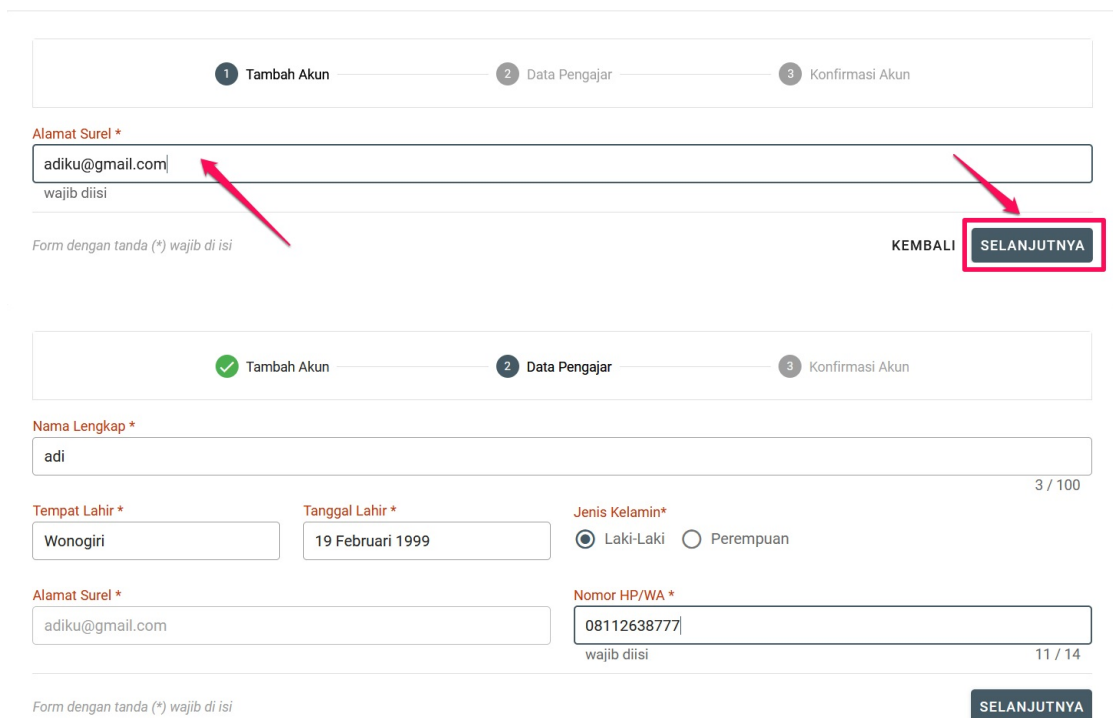 1 Tambah Akun 2 Data Pengajar 3 Konfirmasi Akun
Alamat Surel *
adiku@gmail.com
wajib diisi
Form dengan tanda (*) wajib di isi KEMBALI SELANJUTNYA
Tambah Akun 2 Data Pengajar 3 Konfirmasi Akun
Nama Lengkap *
adi
3 / 100
Tempat Lahir * Tanggal Lahir * Jenis Kelamin*
Wonogiri 19 Februari 1999 Laki-Laki Perempuan
Alamat Surel * Nomor HP/WA *
adiku@gmail.com 08112638777
wajib diisi 11 / 14
Form dengan tanda (*) wajib di isi SELANJUTNYA